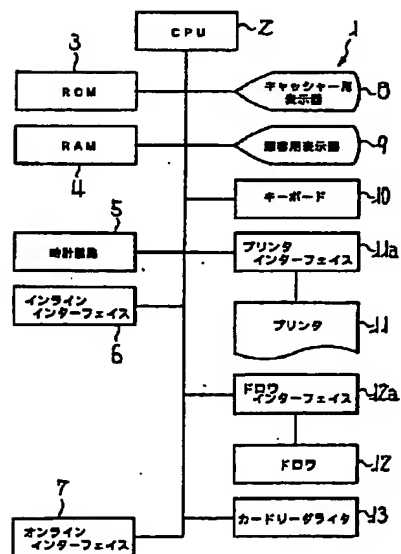 CPU
2
1
3
ROM
キャッシャー用
表示器
8
RAM
4
顧客用表示器
9
キーボード
10
5
時計回路
プリンタ
インターフェイス
11a
インライン
インターフェイス
6
プリンタ
11
ドロワ
インターフェイス
12a
ドロワ
12
7
オンライン
インターフェイス
カードリーダライタ
13